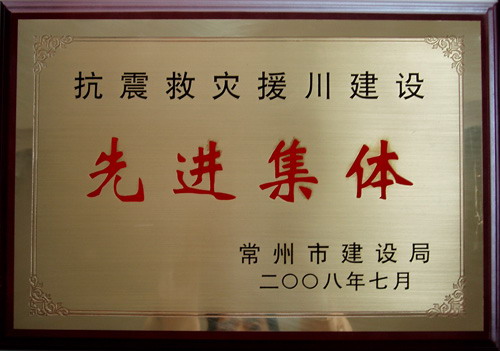 抗震救灾援川建设
先进集体
常州市建设局
二〇〇八年七月